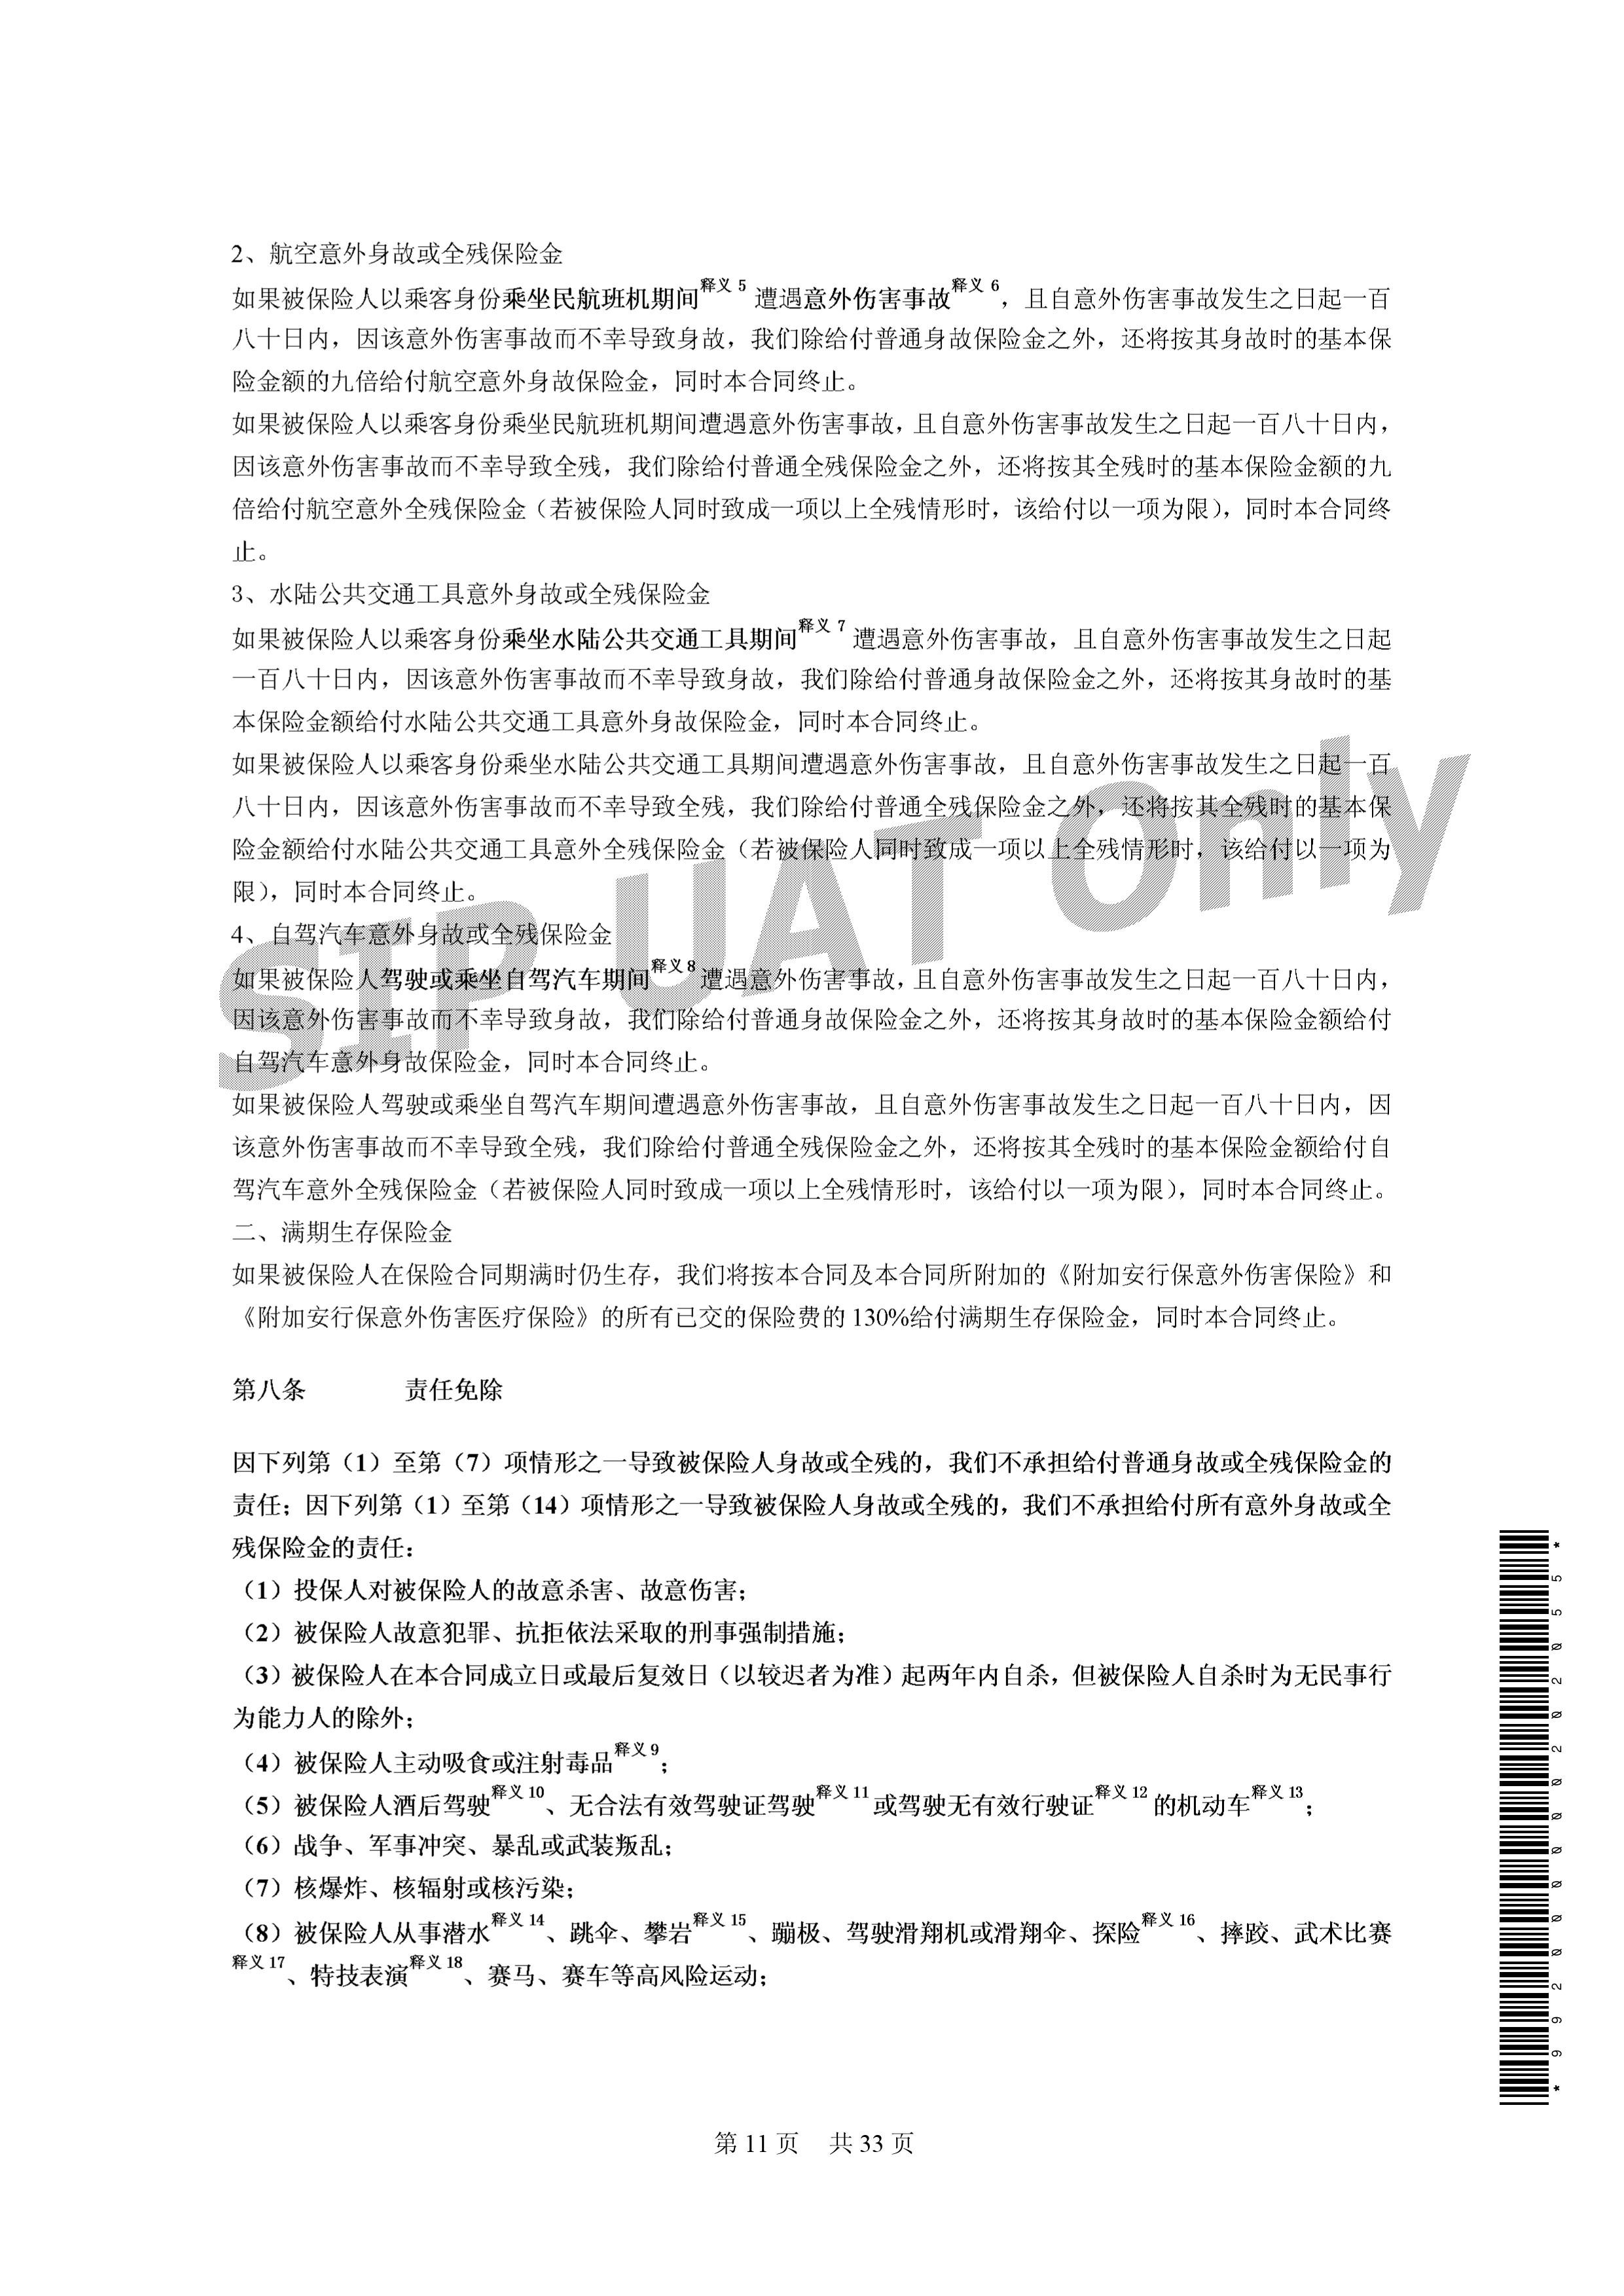 2、航空意外身故或全残保险金
如果被保险人以乘客身份乘坐民航班机期间释义 5 遭遇意外伤害事故释义 6，且自意外伤害事故发生之日起一百
八十日内，因该意外伤害事故而不幸导致身故，我们除给付普通身故保险金之外，还将按其身故时的基本保
险金额的九倍给付航空意外身故保险金，同时本合同终止。
如果被保险人以乘客身份乘坐民航班机期间遭遇意外伤害事故，且自意外伤害事故发生之日起一百八十日内，
因该意外伤害事故而不幸导致全残，我们除给付普通全残保险金之外，还将按其全残时的基本保险金额的九
倍给付航空意外全残保险金（若被保险人同时致成一项以上全残情形时，该给付以一项为限），同时本合同终
止。
3、水陆公共交通工具意外身故或全残保险金
如果被保险人以乘客身份乘坐水陆公共交通工具期间释义 7 遭遇意外伤害事故，且自意外伤害事故发生之日起
一百八十日内，因该意外伤害事故而不幸导致身故，我们除给付普通身故保险金之外，还将按其身故时的基
本保险金额给付水陆公共交通工具意外身故保险金，同时本合同终止。
如果被保险人以乘客身份乘坐水陆公共交通工具期间遭遇意外伤害事故，且自意外伤害事故发生之日起一百
八十日内，因该意外伤害事故而不幸导致全残，我们除给付普通全残保险金之外，还将按其全残时的基本保
险金额给付水陆公共交通工具意外全残保险金（若被保险人同时致成一项以上全残情形时，该给付以一项为
限），同时本合同终止。
4、自驾汽车意外身故或全残保险金
如果被保险人驾驶或乘坐自驾汽车期间释义 8 遭遇意外伤害事故，且自意外伤害事故发生之日起一百八十日内，
因该意外伤害事故而不幸导致身故，我们除给付普通身故保险金之外，还将按其身故时的基本保险金额给付
自驾汽车意外身故保险金，同时本合同终止。
如果被保险人驾驶或乘坐自驾汽车期间遭遇意外伤害事故，且自意外伤害事故发生之日起一百八十日内，因
该意外伤害事故而不幸导致全残，我们除给付普通全残保险金之外，还将按其全残时的基本保险金额给付自
驾汽车意外全残保险金（若被保险人同时致成一项以上全残情形时，该给付以一项为限），同时本合同终止。
二、满期生存保险金
如果被保险人在保险合同期满时仍生存，我们将按本合同及本合同所附加的《附加安行保意外伤害保险》和
《附加安行保意外伤害医疗保险》的所有已交的保险费的 130%给付满期生存保险金，同时本合同终止。
SIP UAT Only
第八条 责任免除
因下列第（1）至第（7）项情形之一导致被保险人身故或全残的，我们不承担给付普通身故或全残保险金的
责任；因下列第（1）至第（14）项情形之一导致被保险人身故或全残的，我们不承担给付所有意外身故或全
残保险金的责任：
（1）投保人对被保险人的故意杀害、故意伤害；
（2）被保险人故意犯罪、抗拒依法采取的刑事强制措施；
（3）被保险人在本合同成立日或最后复效日（以较迟者为准）起两年内自杀，但被保险人自杀时为无民事行
为能力人的除外；
（4）被保险人主动吸食或注射毒品释义 9；
（5）被保险人酒后驾驶释义 10、无合法有效驾驶证驾驶释义 11 或驾驶无有效行驶证释义 12 的机动车释义 13；
（6）战争、军事冲突、暴乱或武装叛乱；
（7）核爆炸、核辐射或核污染；
（8）被保险人从事潜水释义 14、跳伞、攀岩释义 15、蹦极、驾驶滑翔机或滑翔伞、探险释义 16、摔跤、武术比赛
释义 17、特技表演释义 18、赛马、赛车等高风险运动；
*9920000020202055*
第 11 页 共 33 页